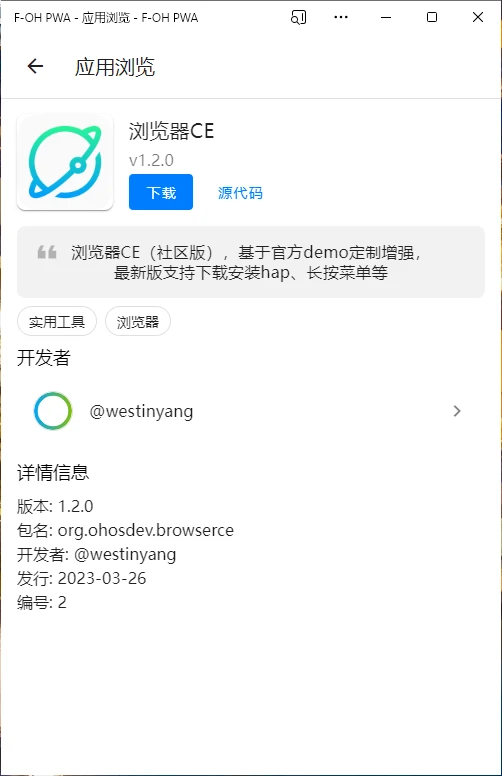 F-OH PWA - 应用浏览 - F-OH PWA
应用浏览
浏览器CE
v1.2.0
下载 源代码
浏览器CE（社区版），基于官方demo定制增强，
最新版支持下载安装hap、长按菜单等
实用工具 浏览器
开发者
@westinyang
详情信息
版本: 1.2.0
包名: org.ohosdev.browserce
开发者: @westinyang
发行: 2023-03-26
编号: 2